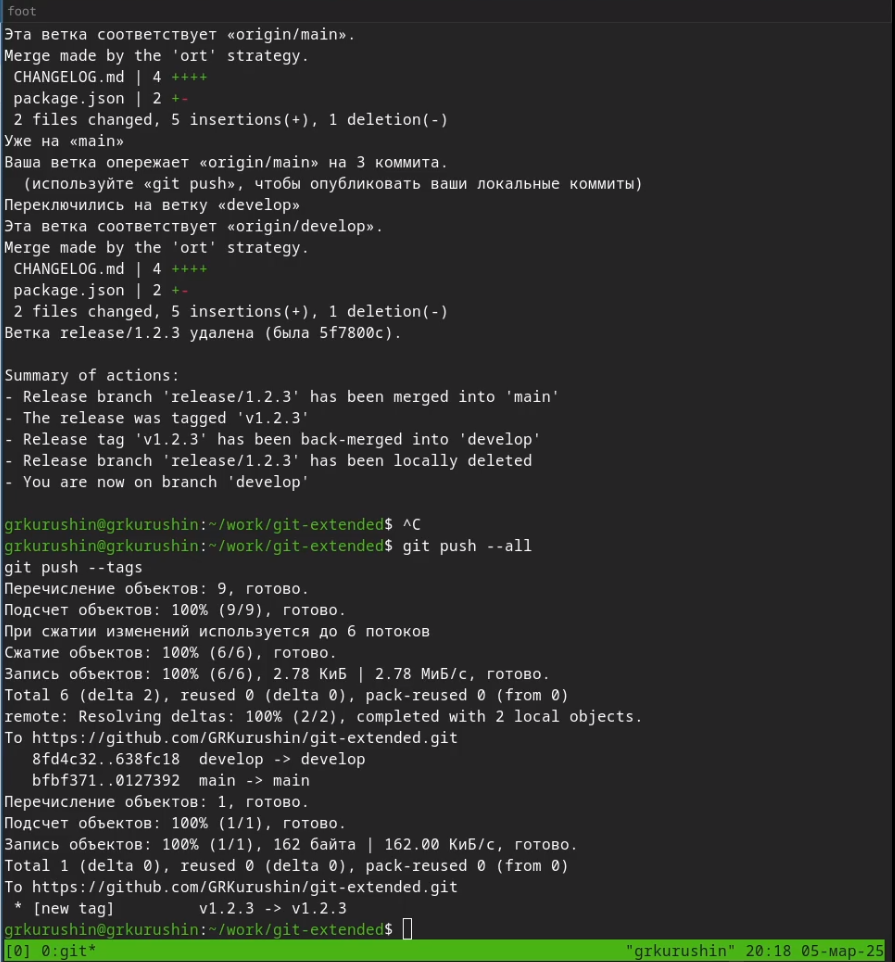 foot
Эта ветка соответствует «origin/main».
Merge made by the 'ort' strategy.
 CHANGELOG.md | 4 ++++
 package.json | 2 +-
 2 files changed, 5 insertions(+), 1 deletion(-)
Уже на «main»
Ваша ветка опережает «origin/main» на 3 коммита.
  (используйте «git push», чтобы опубликовать ваши локальные коммиты)
Переключились на ветку «develop»
Эта ветка соответствует «origin/develop».
Merge made by the 'ort' strategy.
 CHANGELOG.md | 4 ++++
 package.json | 2 +-
 2 files changed, 5 insertions(+), 1 deletion(-)
Ветка release/1.2.3 удалена (была 5f7800c).
Summary of actions:
- Release branch 'release/1.2.3' has been merged into 'main'
- The release was tagged 'v1.2.3'
- Release tag 'v1.2.3' has been back-merged into 'develop'
- Release branch 'release/1.2.3' has been locally deleted
- You are now on branch 'develop'
grkurushin@grkurushin:~/work/git-extended$ ^C
grkurushin@grkurushin:~/work/git-extended$ git push --all
git push --tags
Перечисление объектов: 9, готово.
Подсчет объектов: 100% (9/9), готово.
При сжатии изменений используется до 6 потоков
Сжатие объектов: 100% (6/6), готово.
Запись объектов: 100% (6/6), 2.78 КиБ | 2.78 МиБ/с, готово.
Total 6 (delta 2), reused 0 (delta 0), pack-reused 0 (from 0)
remote: Resolving deltas: 100% (2/2), completed with 2 local objects.
To https://github.com/GRKurushin/git-extended.git
   8fd4c32..638fc18  develop -> develop
   bfbf371..0127392  main -> main
Перечисление объектов: 1, готово.
Подсчет объектов: 100% (1/1), готово.
Запись объектов: 100% (1/1), 162 байта | 162.00 КиБ/с, готово.
Total 1 (delta 0), reused 0 (delta 0), pack-reused 0 (from 0)
To https://github.com/GRKurushin/git-extended.git
 * [new tag]         v1.2.3 -> v1.2.3
grkurushin@grkurushin:~/work/git-extended$
[0] 0:git* "grkurushin" 20:18 05-мар-25